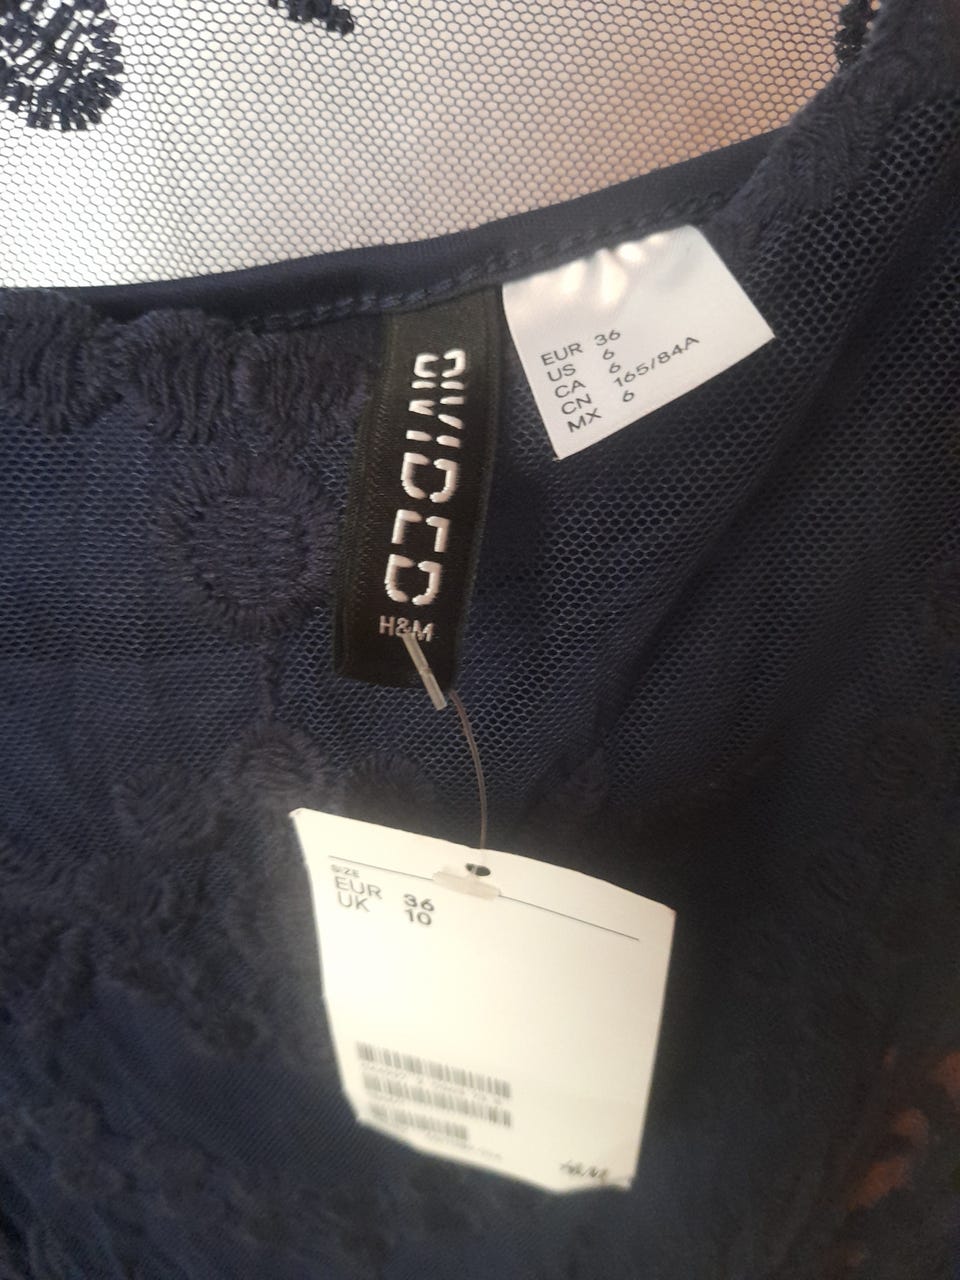 DIVIDED
H&M
EUR 36
US 6
CA 6
CN 165/84A
MX 6
SIZE
EUR 36
UK 10